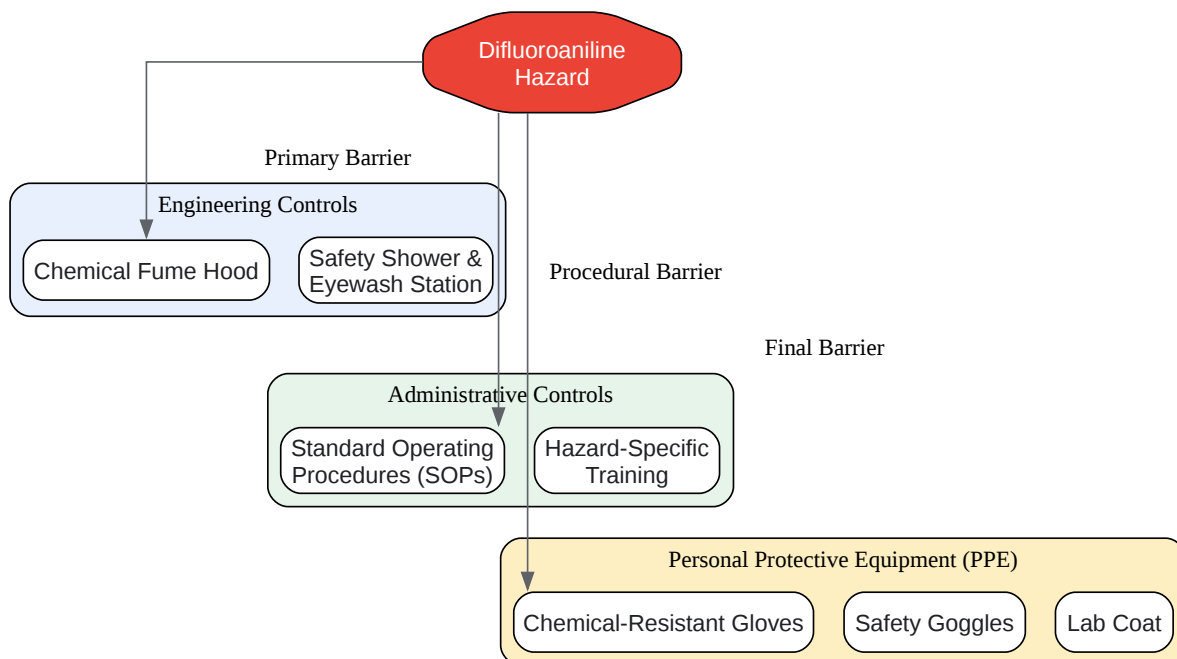 Difluoroaniline
Hazard
Primary Barrier
Engineering Controls
Chemical Fume Hood
Safety Shower &
Eyewash Station
Procedural Barrier
Final Barrier
Administrative Controls
Standard Operating
Procedures (SOPs)
Hazard-Specific
Training
Personal Protective Equipment (PPE)
Chemical-Resistant Gloves
Safety Goggles
Lab Coat